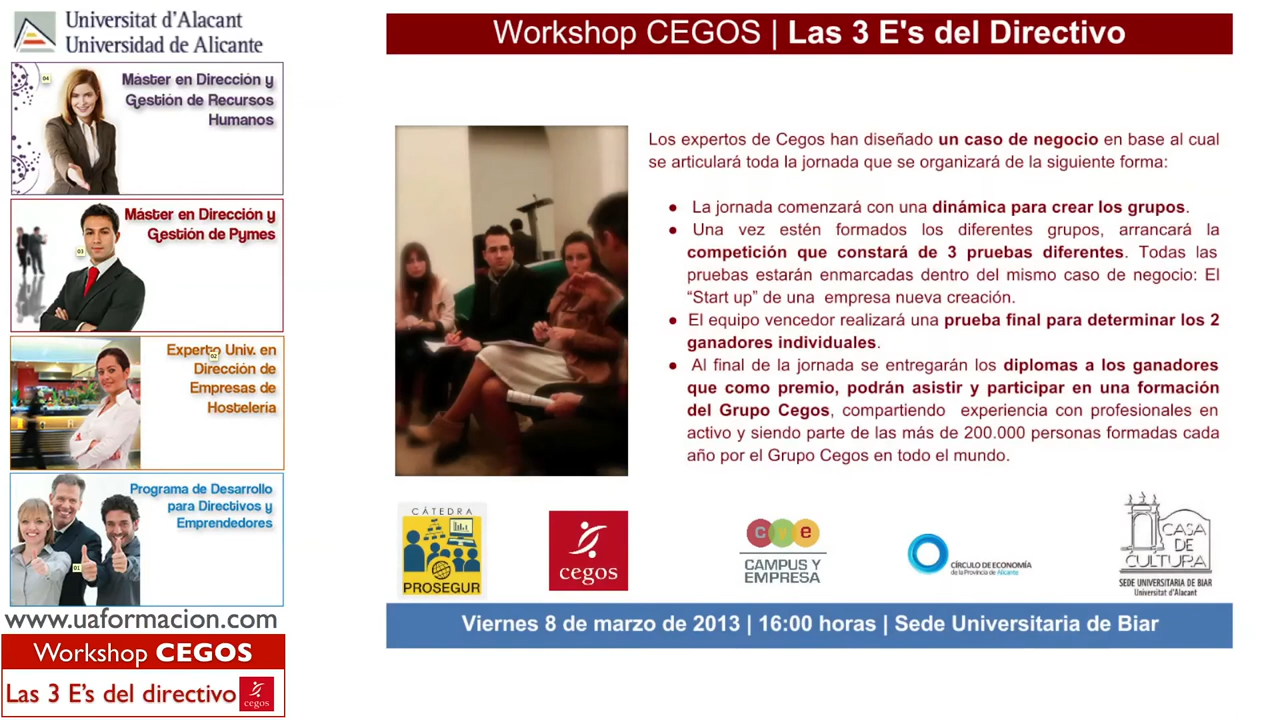 Universitat d'Alacant
Universidad de Alicante
04
Máster en Dirección y
Gestión de Recursos
Humanos
Máster en Dirección y
Gestión de Pymes
03
Experto Univ. en
02
Dirección de
Empresas de
Hostelería
Programa de Desarrollo
para Directivos y
Emprendedores
01
www.uaformacion.com
Workshop CEGOS
Las 3 E's del directivo
cegos
Workshop CEGOS | Las 3 E's del Directivo
Los expertos de Cegos han diseñado un caso de negocio en base al cual
se articulará toda la jornada que se organizará de la siguiente forma:
● La jornada comenzará con una dinámica para crear los grupos.
● Una vez estén formados los diferentes grupos, arrancará la
competición que constará de 3 pruebas diferentes. Todas las
pruebas estarán enmarcadas dentro del mismo caso de negocio: El
“Start up” de una empresa nueva creación.
● El equipo vencedor realizará una prueba final para determinar los 2
ganadores individuales.
● Al final de la jornada se entregarán los diplomas a los ganadores
que como premio, podrán asistir y participar en una formación
del Grupo Cegos, compartiendo experiencia con profesionales en
activo y siendo parte de las más de 200.000 personas formadas cada
año por el Grupo Cegos en todo el mundo.
CÁTEDRA
PROSEGUR
cegos
c y e
CAMPUS Y
EMPRESA
CÍRCULO DE ECONOMÍA
de la Provincia de Alicante
CASA
DE
CULTURA
SEDE UNIVERSITARIA DE BIAR
Universitat d'Alacant
Viernes 8 de marzo de 2013 | 16:00 horas | Sede Universitaria de Biar